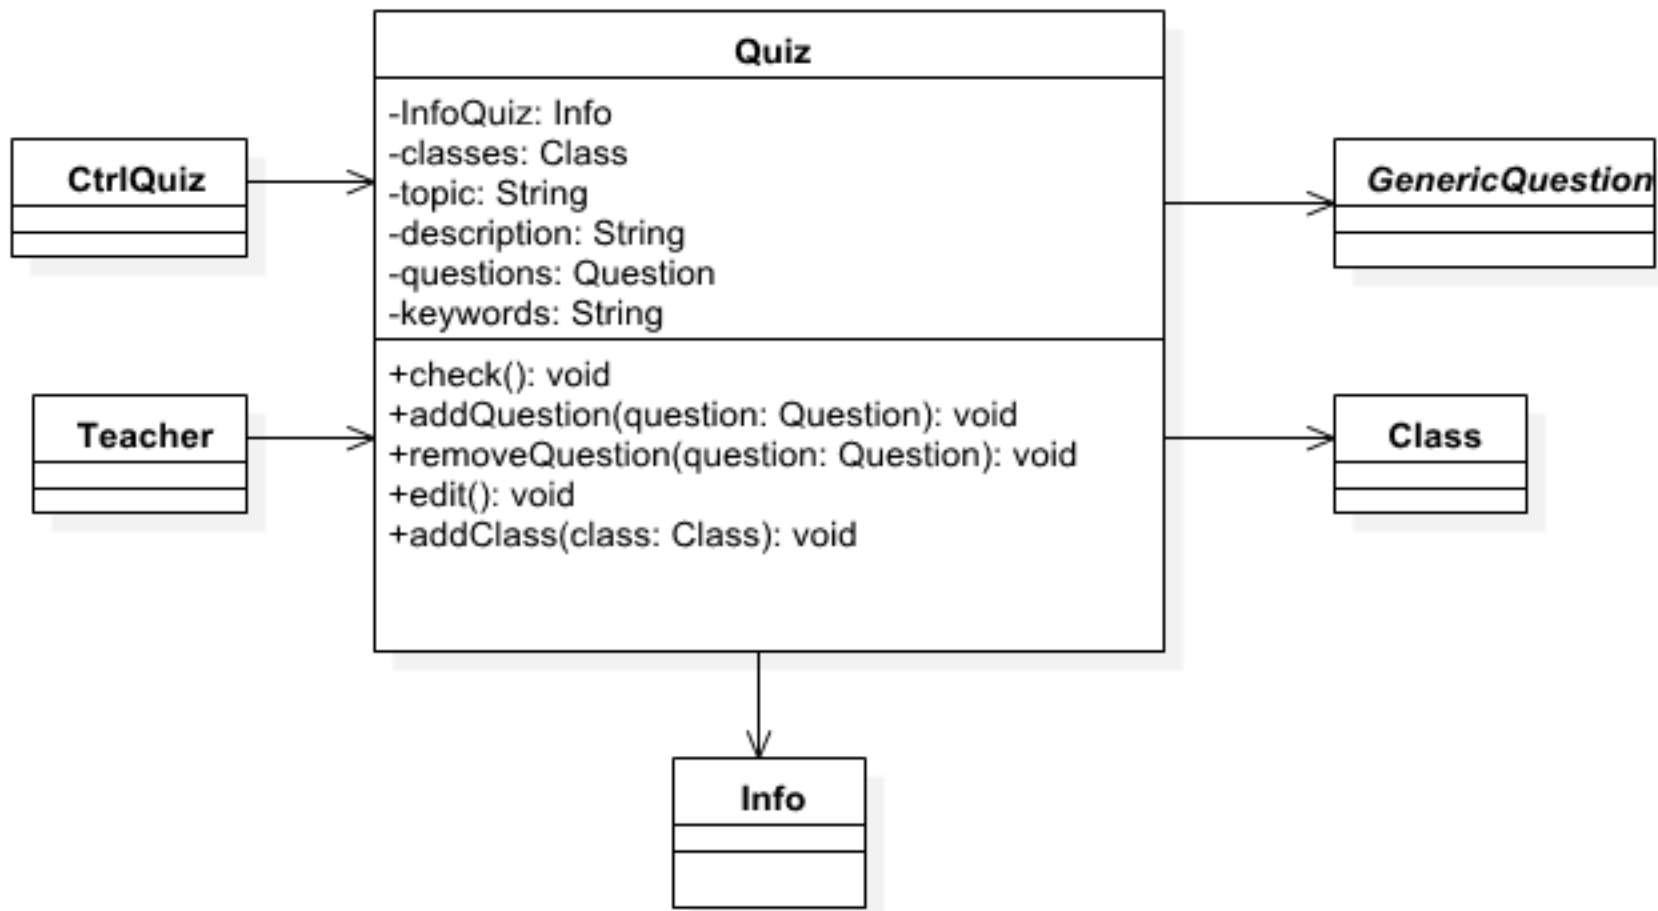 Quiz
-InfoQuiz: Info
-classes: Class
-topic: String
-description: String
-questions: Question
-keywords: String
+check(): void
+addQuestion(question: Question): void
+removeQuestion(question: Question): void
+edit(): void
+addClass(class: Class): void
CtrlQuiz
Teacher
GenericQuestion
Class
Info